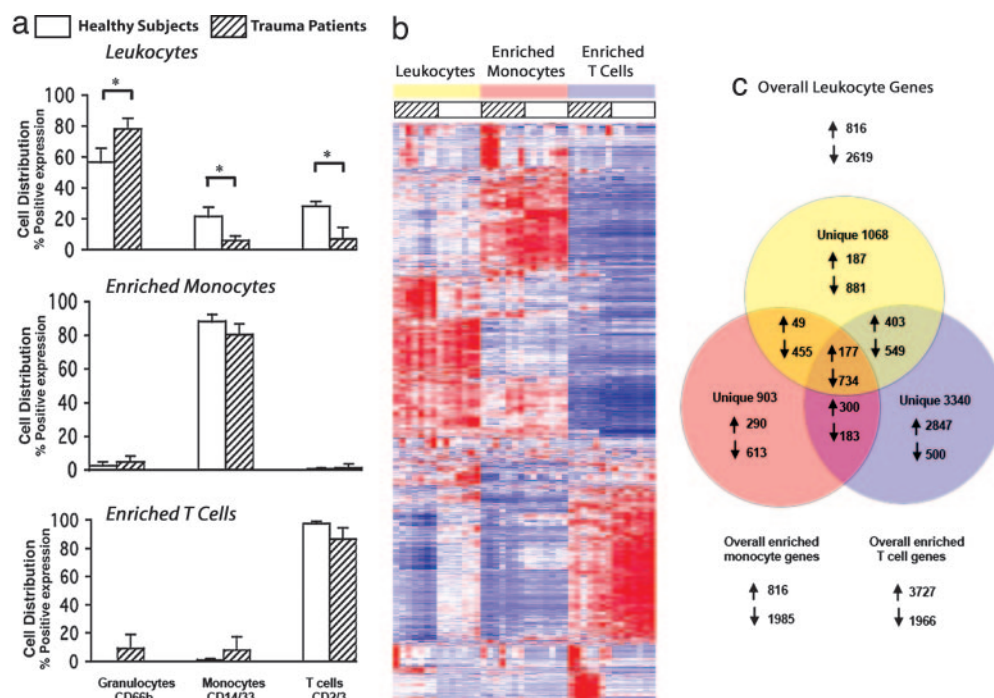 a
Healthy Subjects
Trauma Patients
Leukocytes
Cell Distribution
% Positive expression
100
80
60
40
20
0
*
*
*
Enriched Monocytes
Cell Distribution
% Positive expression
100
80
60
40
20
0
Enriched T Cells
Cell Distribution
% Positive expression
100
80
60
40
20
0
Granulocytes
Monocytes
T cells
CD66b
CD14/33
b
Leukocytes
Enriched
Monocytes
Enriched
T Cells
c
Overall Leukocyte Genes
↑ 816
↓ 2619
Unique 1068
↑ 187
↓ 881
↑ 49
↓ 455
↑ 403
↓ 549
↑ 177
↓ 734
↑ 300
↓ 183
Unique 903
↑ 290
↓ 613
Unique 3340
↑ 2847
↓ 500
Overall enriched
monocyte genes
↑ 816
↓ 1985
Overall enriched
T cell genes
↑ 3727
↓ 1966